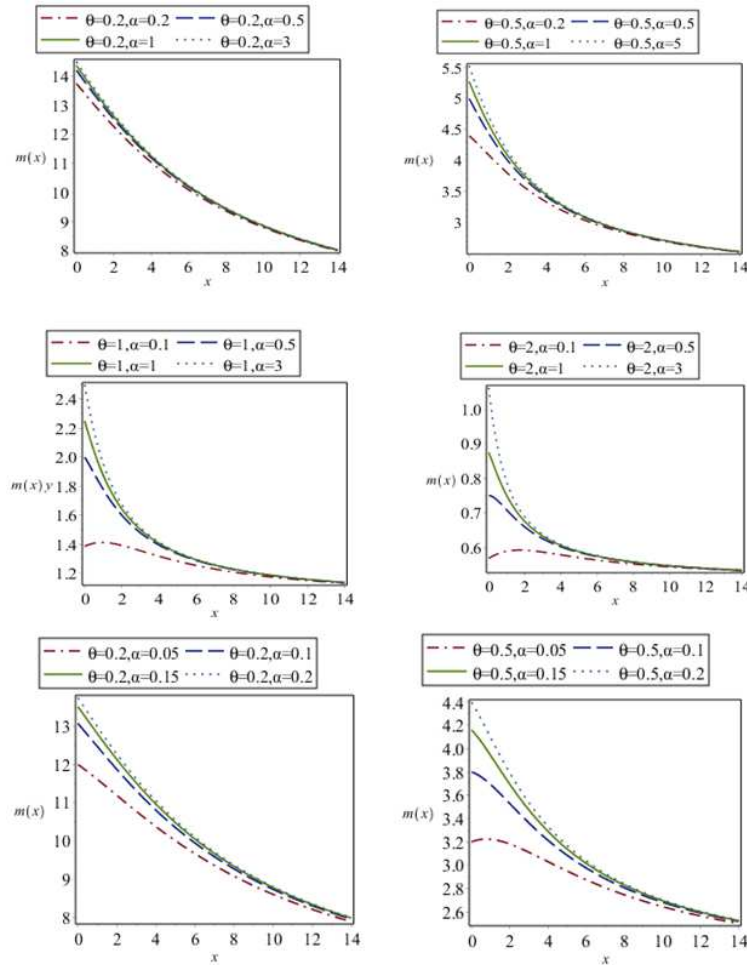 θ=0.2,α=0.2 θ=0.2,α=0.5
θ=0.2,α=1 θ=0.2,α=3
14
13
12
11
10
9
8
m(x)
0 2 4 6 8 10 12 14
x
θ=0.5,α=0.2 θ=0.5,α=0.5
θ=0.5,α=1 θ=0.5,α=5
5.5
5
4.5
4
3.5
3
m(x)
0 2 4 6 8 10 12 14
x
θ=1,α=0.1 θ=1,α=0.5
θ=1,α=1 θ=1,α=3
2.4
2.2
2.0
1.8
1.6
1.4
1.2
m(x) y
0 2 4 6 8 10 12 14
x
θ=2,α=0.1 θ=2,α=0.5
θ=2,α=1 θ=2,α=3
1.0
0.9
0.8
0.7
0.6
m(x)
0 2 4 6 8 10 12 14
x
θ=0.2,α=0.05 θ=0.2,α=0.1
θ=0.2,α=0.15 θ=0.2,α=0.2
13
12
11
10
9
8
m(x)
0 2 4 6 8 10 12 14
x
θ=0.5,α=0.05 θ=0.5,α=0.1
θ=0.5,α=0.15 θ=0.5,α=0.2
4.4
4.2
4.0
3.8
3.6
3.4
3.2
3.0
2.8
2.6
m(x)
0 2 4 6 8 10 12 14
x